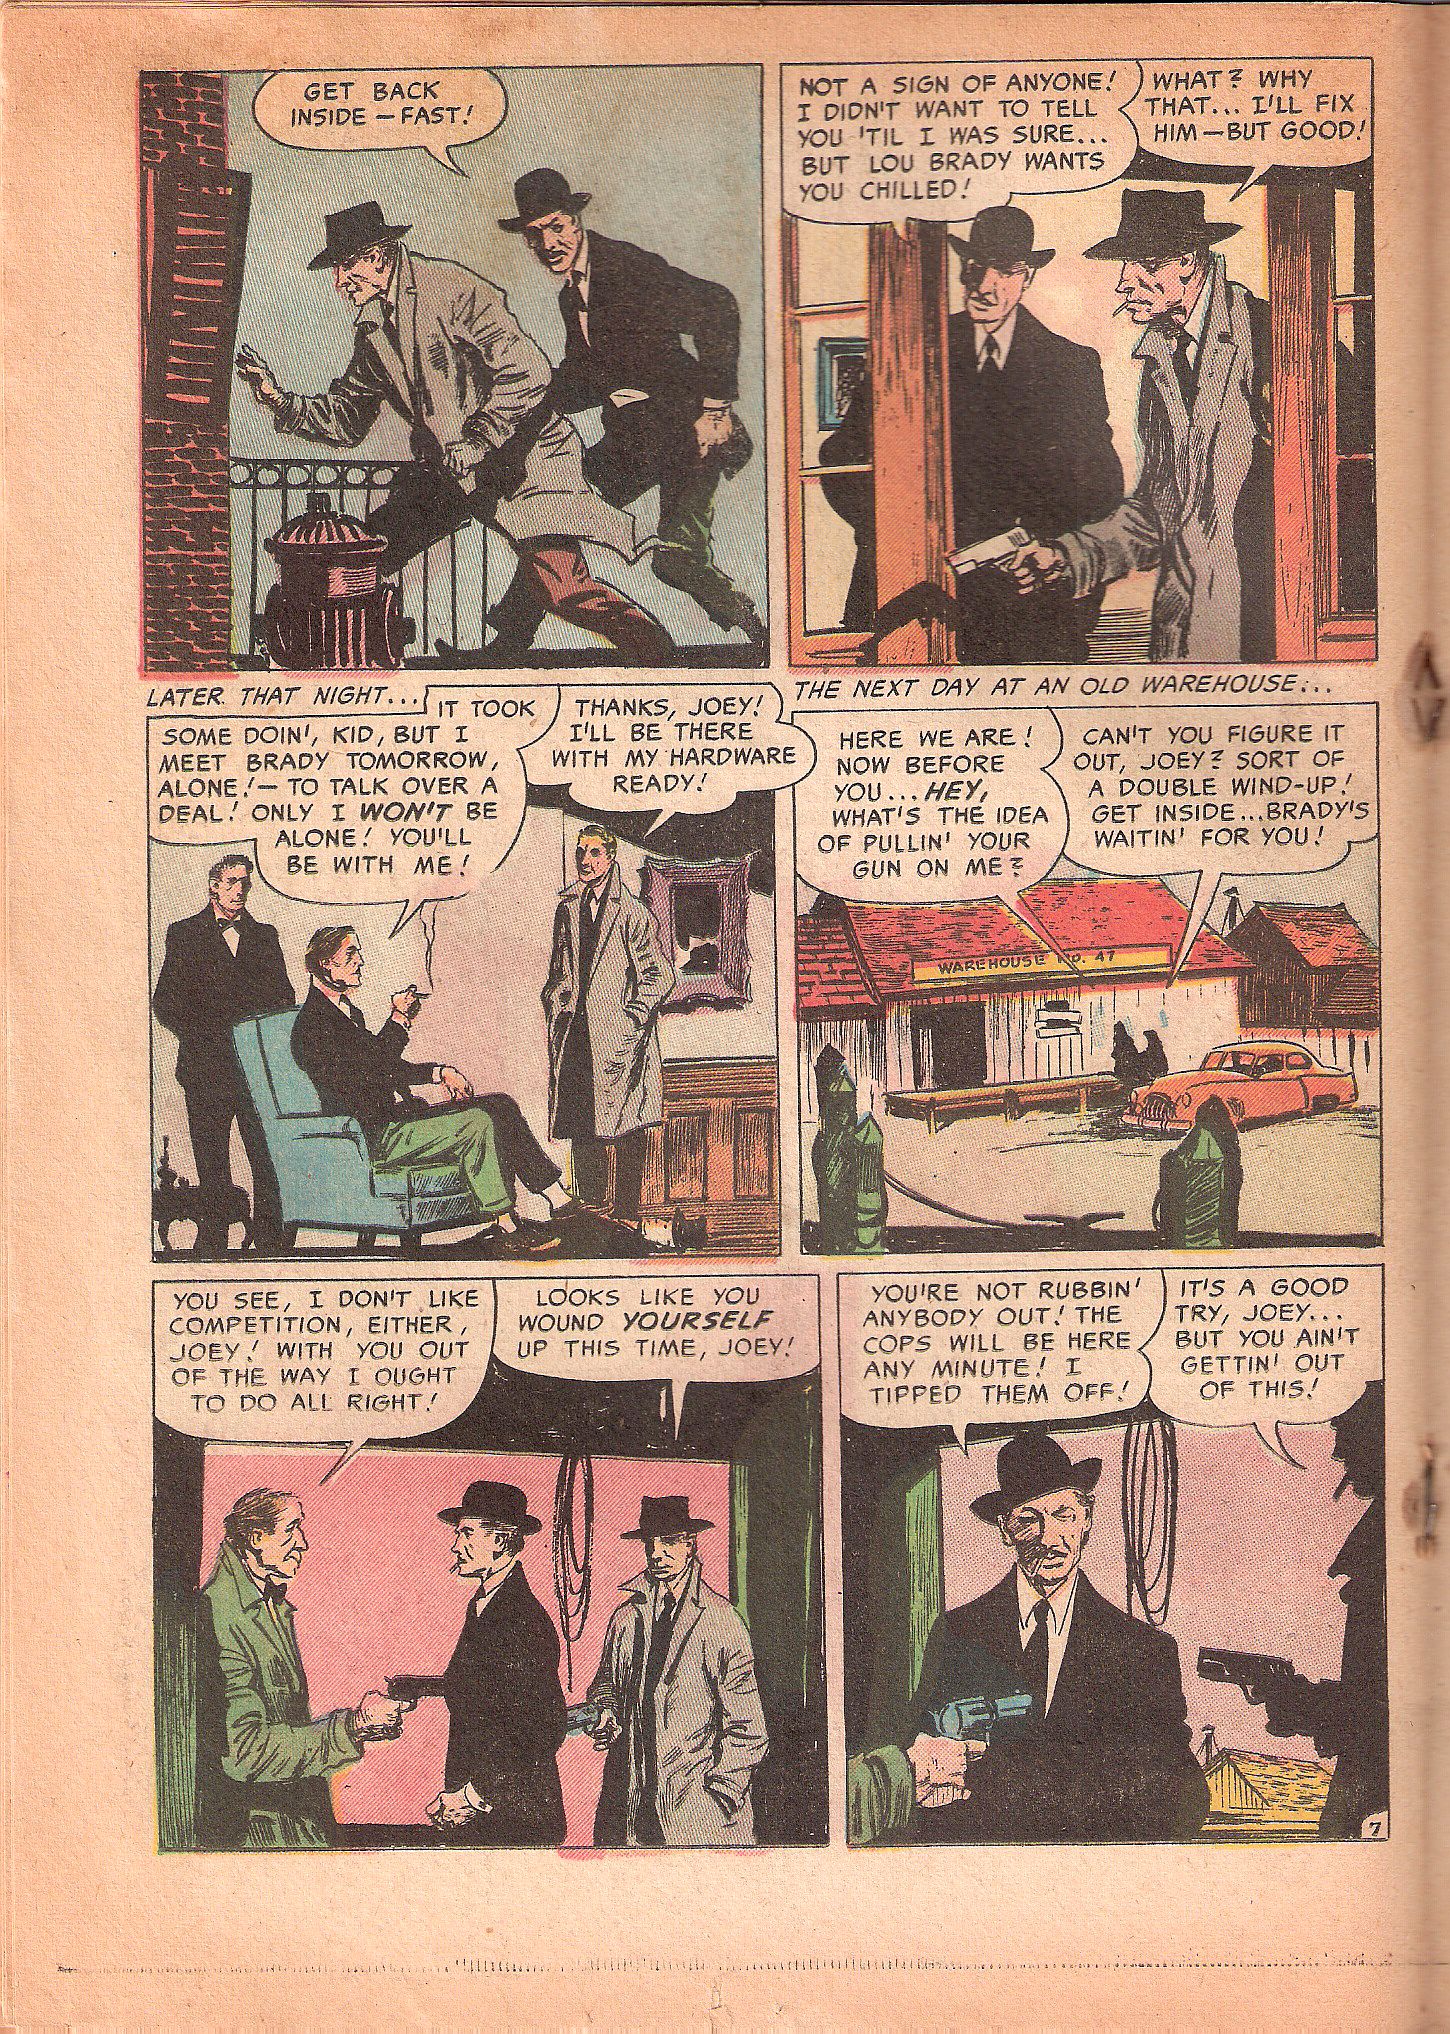 GET BACK
INSIDE — FAST!
NOT A SIGN OF ANYONE!
I DIDN'T WANT TO TELL
YOU 'TIL I WAS SURE...
BUT LOU BRADY WANTS
YOU CHILLED!
WHAT? WHY
THAT... I'LL FIX
HIM — BUT GOOD!
LATER THAT NIGHT...
IT TOOK
SOME DOIN', KID, BUT I
MEET BRADY TOMORROW,
ALONE! — TO TALK OVER A
DEAL! ONLY I WON'T BE
ALONE! YOU'LL
BE WITH ME!
THANKS, JOEY!
I'LL BE THERE
WITH MY HARDWARE
READY!
THE NEXT DAY AT AN OLD WAREHOUSE...
HERE WE ARE!
NOW BEFORE
YOU... HEY,
WHAT'S THE IDEA
OF PULLIN' YOUR
GUN ON ME?
CAN'T YOU FIGURE IT
OUT, JOEY? SORT OF
A DOUBLE WIND-UP!
GET INSIDE... BRADY'S
WAITIN' FOR YOU!
WAREHOUSE NO. 47
YOU SEE, I DON'T LIKE
COMPETITION, EITHER,
JOEY! WITH YOU OUT
OF THE WAY I OUGHT
TO DO ALL RIGHT!
LOOKS LIKE YOU
WOUND YOURSELF
UP THIS TIME, JOEY!
YOU'RE NOT RUBBIN'
ANYBODY OUT! THE
COPS WILL BE HERE
ANY MINUTE! I
TIPPED THEM OFF!
IT'S A GOOD
TRY, JOEY...
BUT YOU AIN'T
GETTIN' OUT
OF THIS!
7